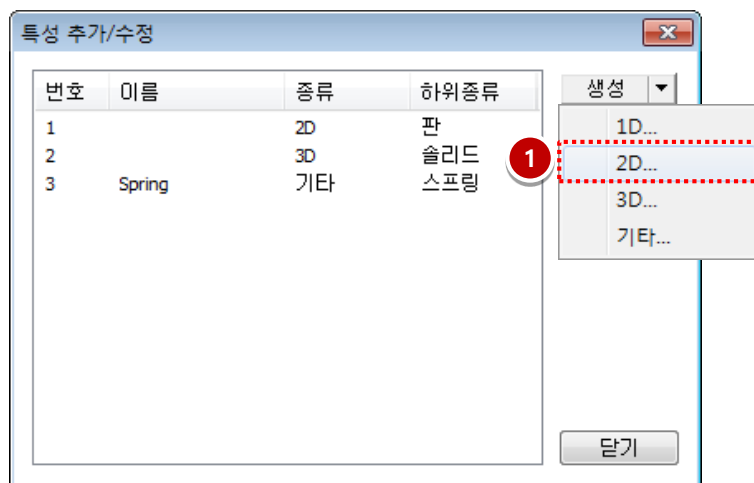 특성 추가/수정
번호 이름 종류 하위종류
1 2D 판
2 3D 솔리드
3 Spring 기타 스프링
생성
1D...
1 2D...
3D...
기타...
닫기